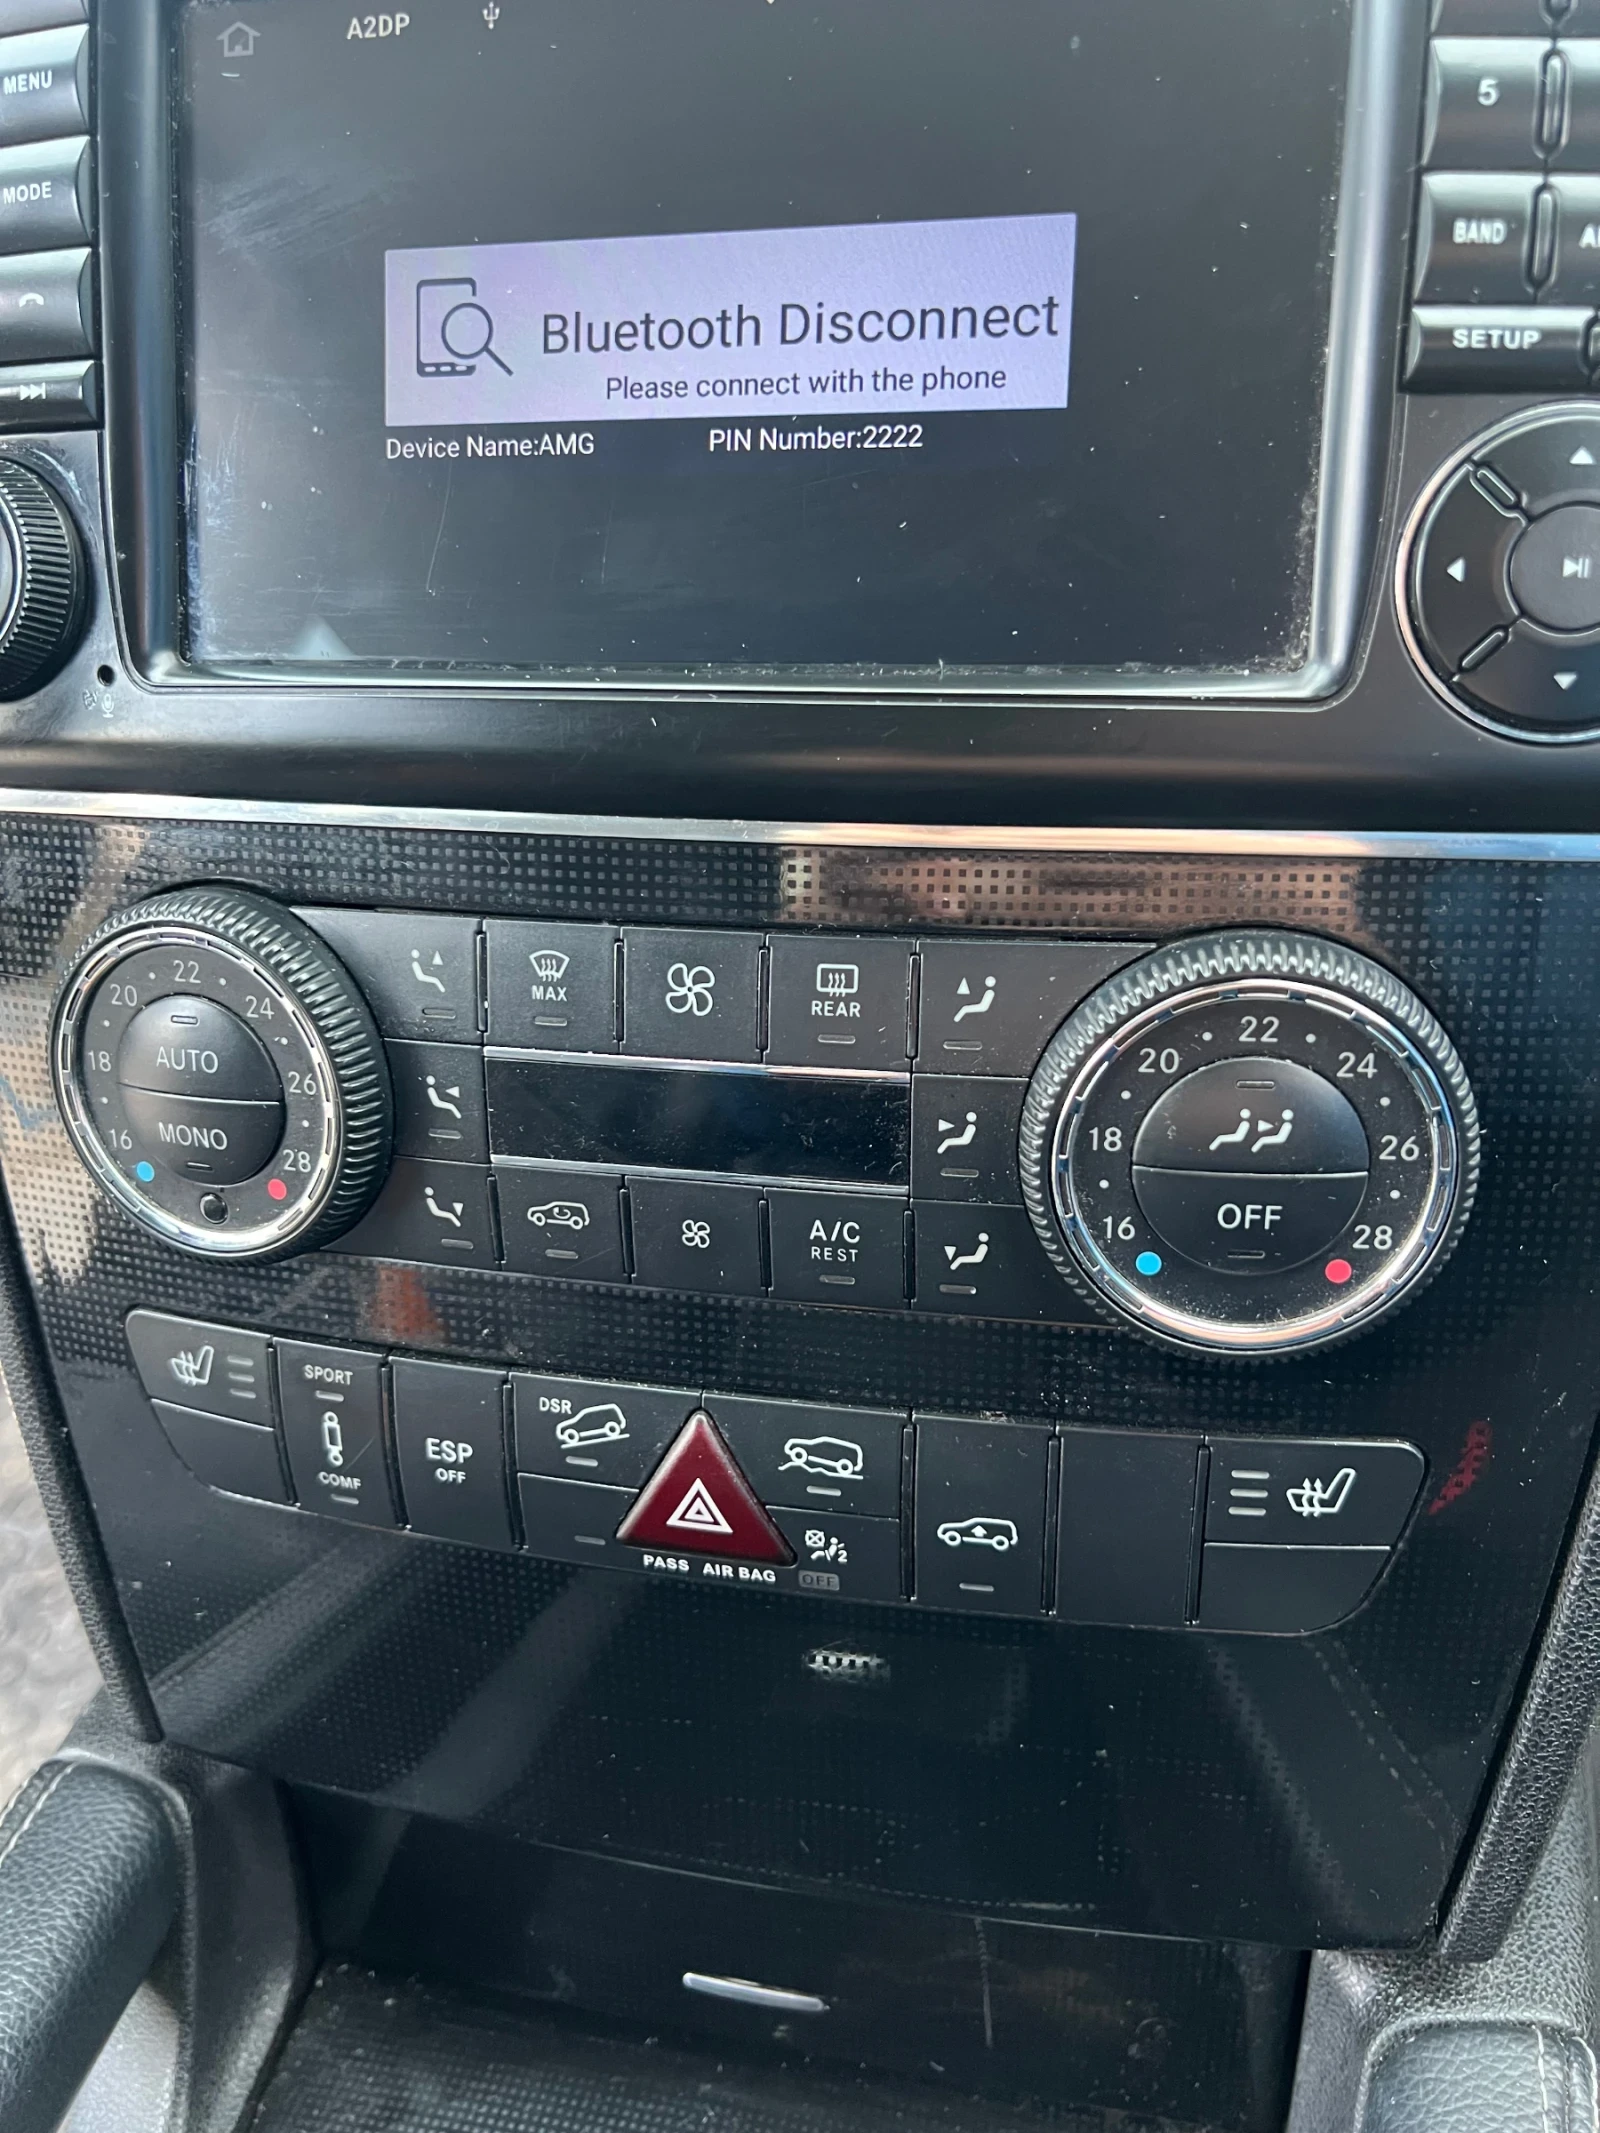 A2DP
MENU
MODE
5
BAND
SETUP
Bluetooth Disconnect
Please connect with the phone
Device Name:AMG
PIN Number:2222
22
20
24
18
26
16
28
AUTO
MONO
MAX
REAR
A/C
REST
22
20
24
18
26
16
28
OFF
SPORT
COMF
ESP
OFF
DSR
PASS AIR BAG
2
OFF